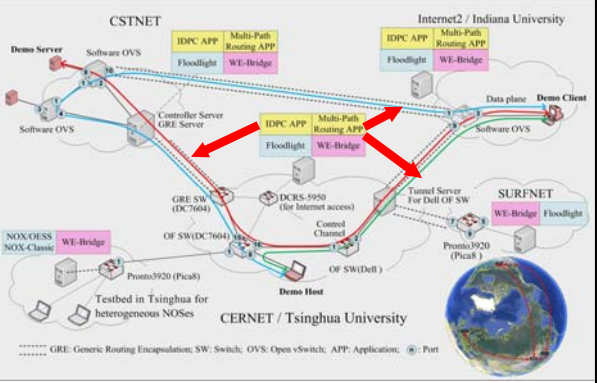 CSTNET
Internet2 / Indiana University
Demo Server
Software OVS
IDPC APP
Multi-Path
Routing APP
Floodlight
WE-Bridge
IDPC APP
Multi-Path
Routing APP
Floodlight
WE-Bridge
Data plane
Demo Client
Software OVS
Controller Server
GRE Server
IDPC APP
Multi-Path
Routing APP
Floodlight
WE-Bridge
Software OVS
GRE SW
(DC7604)
DCRS-5950
(for Internet access)
Tunnel Server
For Dell OF SW
SURFNET
WE-Bridge
Floodlight
NOX/OESS
NOX-Classic
WE-Bridge
OF SW(DC7604)
Control
Channel
Pronto3920
(Pica8 )
Pronto3920 (Pica8)
OF SW(Dell )
Demo Host
Testbed in Tsinghua for
heterogeneous NOSes
CERNET / Tsinghua University
GRE: Generic Routing Encapsulation; SW: Switch; OVS: Open vSwitch; APP: Application; : Port